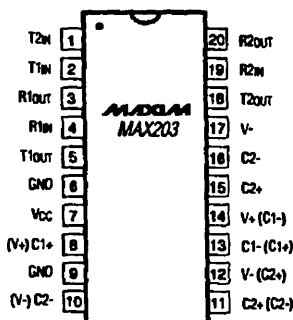 T2IN 1 20 R2OUT
T1IN 2 19 R2IN
R1OUT 3 18 T2OUT
MAXIM
R1IN 4 MAX203 17 V-
T1OUT 5 16 C2-
GND 6 15 C2+
VCC 7 14 V+ (C1-)
(V+) C1+ 8 13 C1- (C1+)
GND 9 12 V- (C2+)
(V-) C2- 10 11 C2+ (C2-)